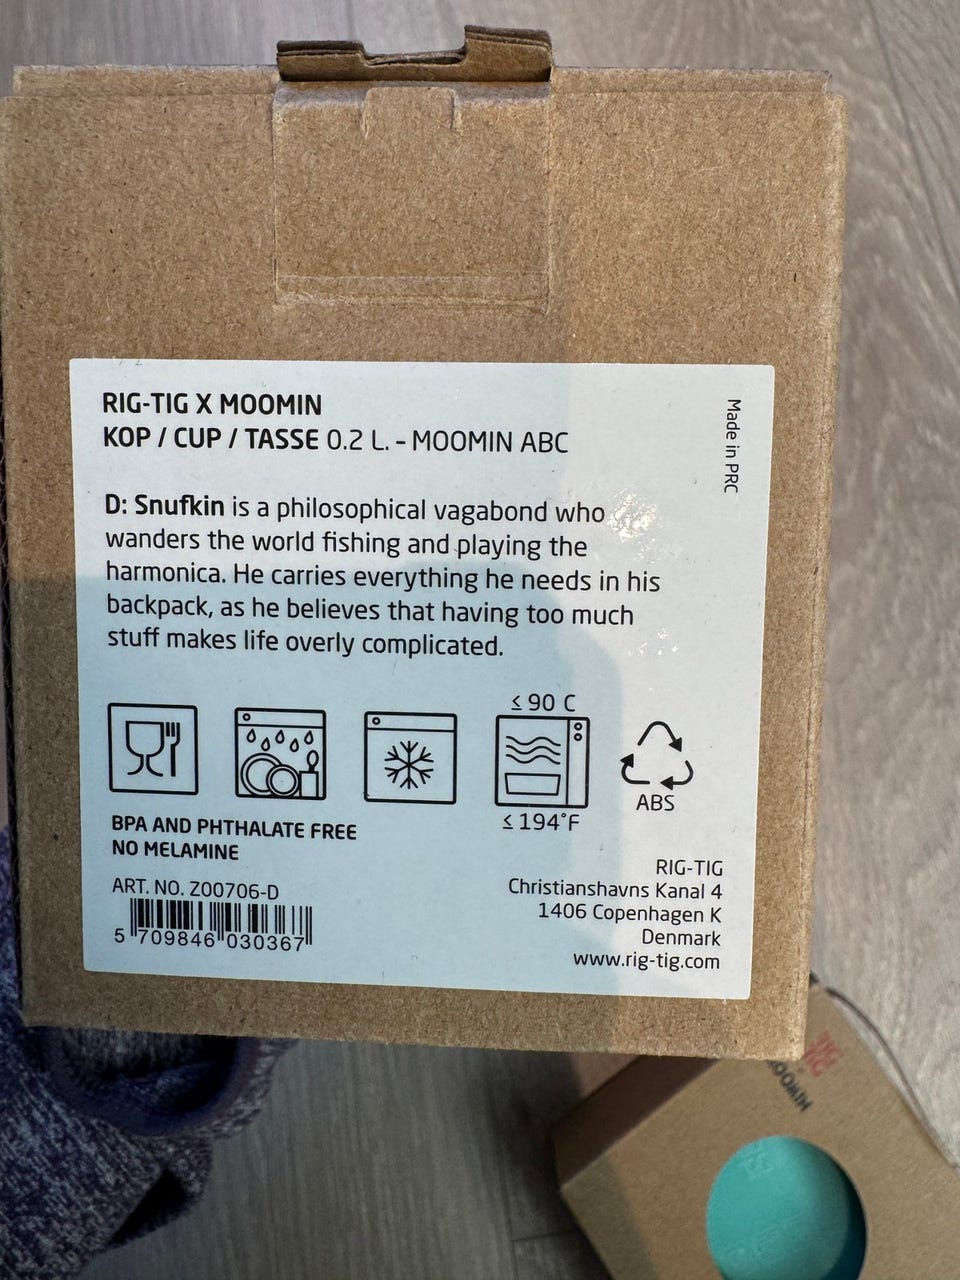 RIG-TIG X MOOMIN
KOP / CUP / TASSE 0.2 L. – MOOMIN ABC
Made in PRC
D: Snufkin is a philosophical vagabond who
wanders the world fishing and playing the
harmonica. He carries everything he needs in his
backpack, as he believes that having too much
stuff makes life overly complicated.
≤ 90 C
≤ 194°F
ABS
BPA AND PHTHALATE FREE
NO MELAMINE
ART. NO. Z00706-D
5 709846 030367
RIG-TIG
Christianshavns Kanal 4
1406 Copenhagen K
Denmark
www.rig-tig.com
RIG
TIG
MOOMIN